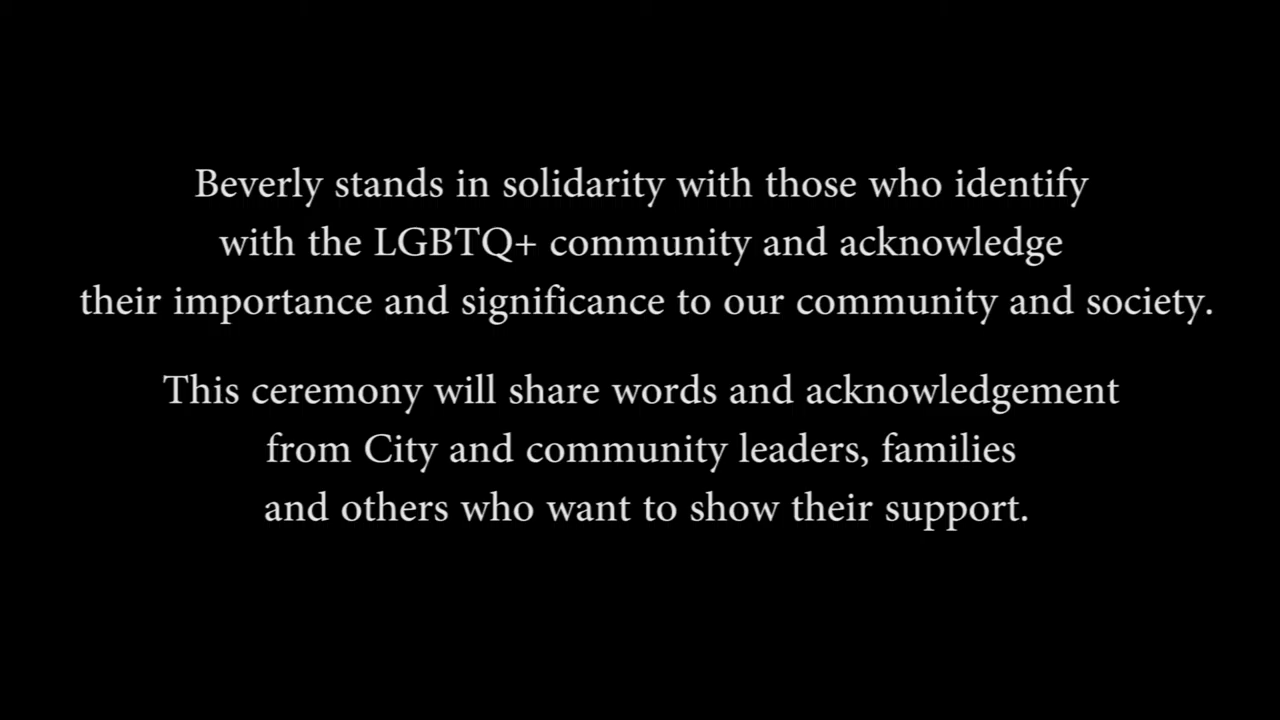 Beverly stands in solidarity with those who identify
with the LGBTQ+ community and acknowledge
their importance and significance to our community and society.
This ceremony will share words and acknowledgement
from City and community leaders, families
and others who want to show their support.